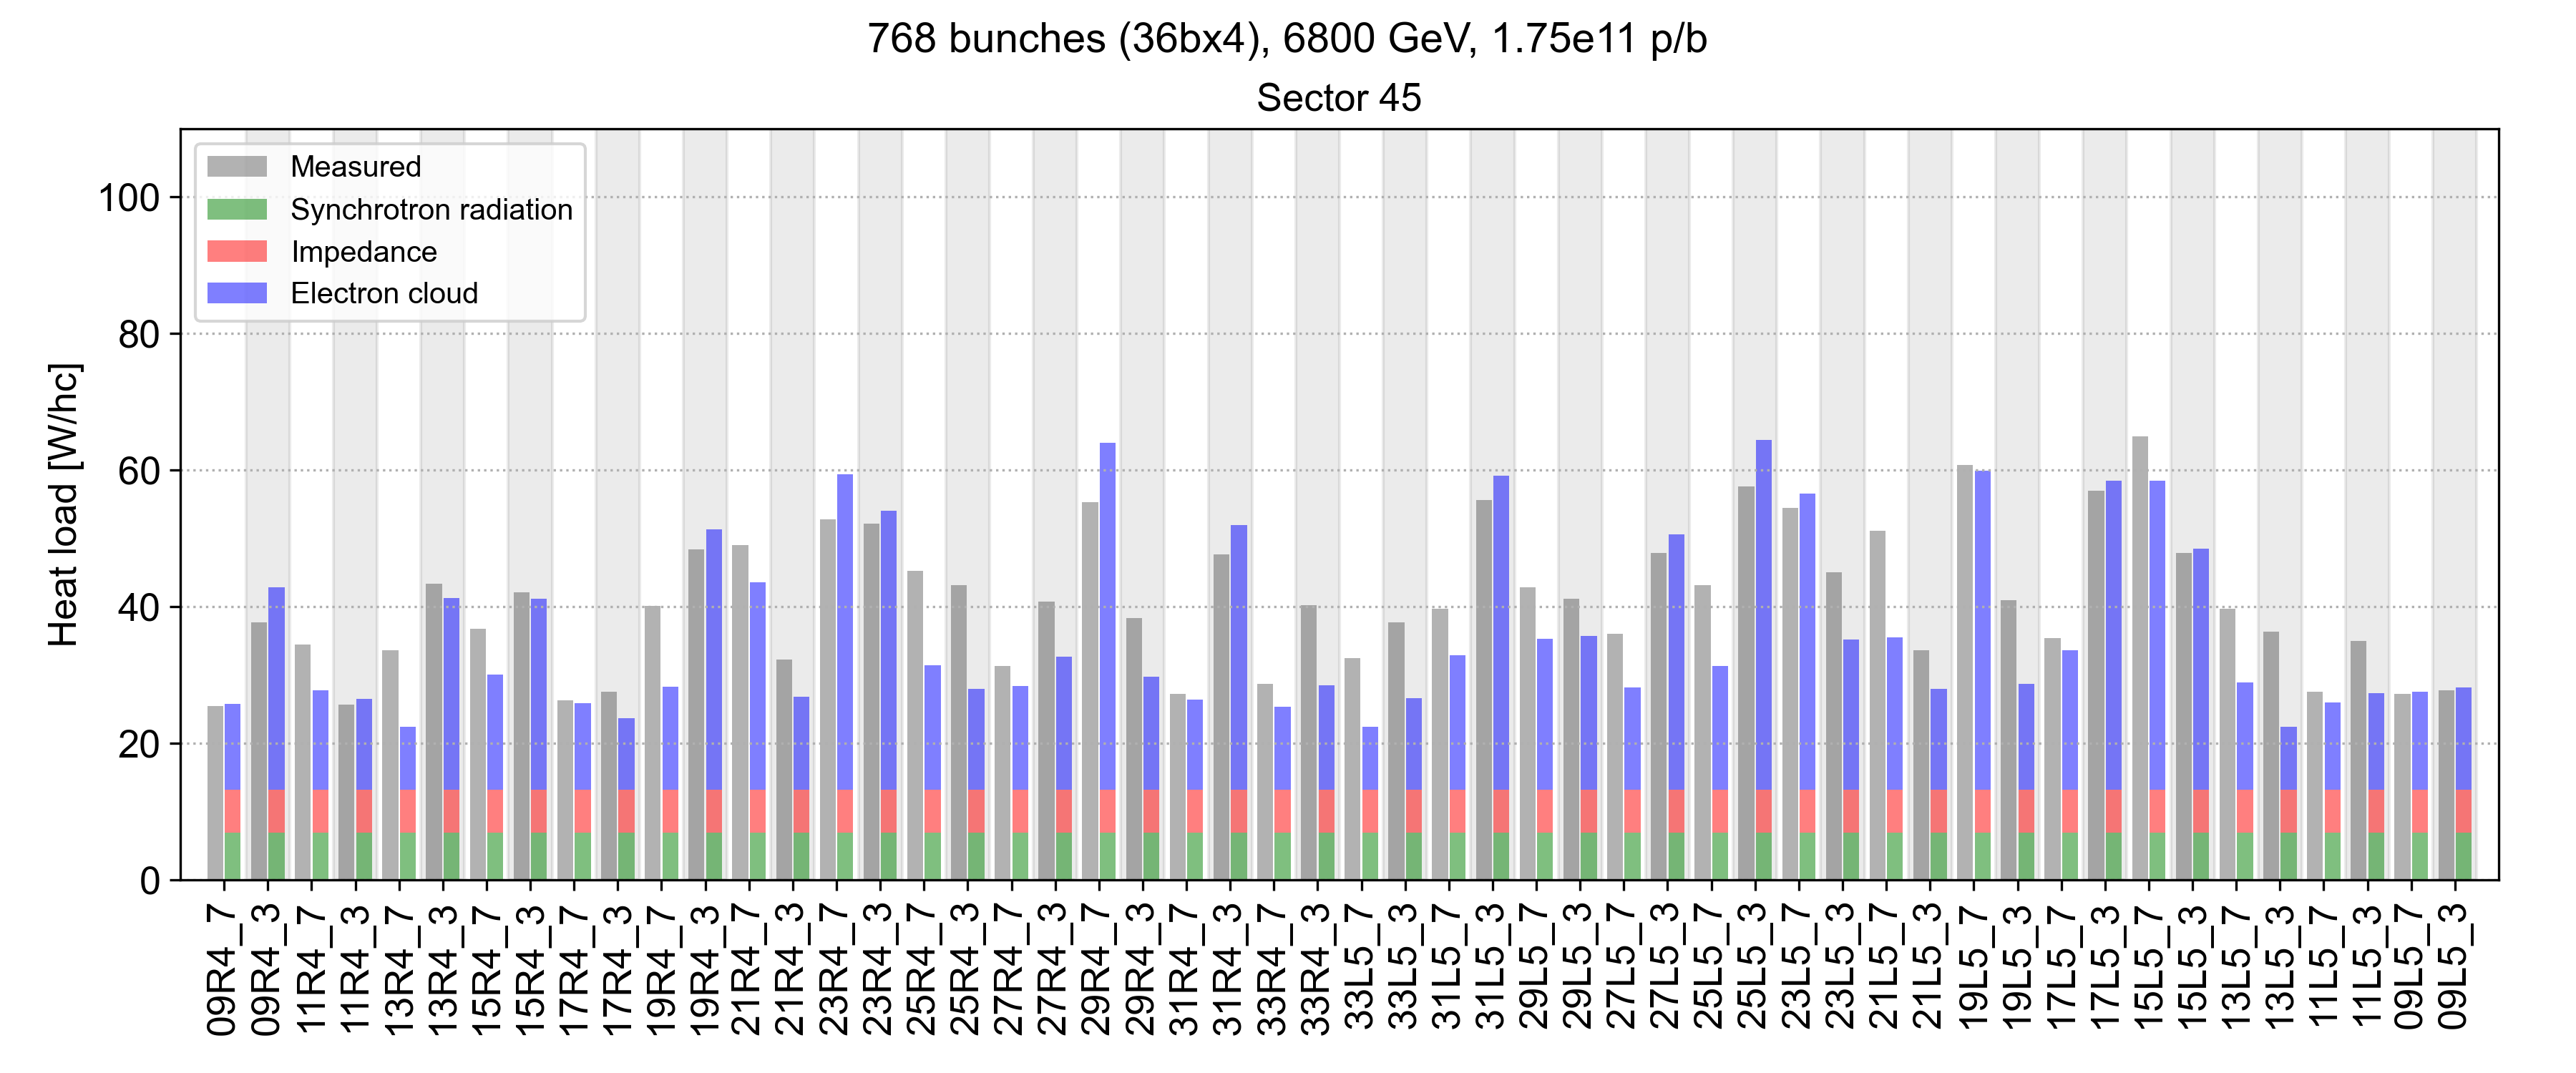 768 bunches (36bx4), 6800 GeV, 1.75e11 p/b
Sector 45
Measured
Synchrotron radiation
Impedance
Electron cloud
Heat load [W/hc]
100
80
60
40
20
0
09R4_7
09R4_3
11R4_7
11R4_3
13R4_7
13R4_3
15R4_7
15R4_3
17R4_7
17R4_3
19R4_7
19R4_3
21R4_7
21R4_3
23R4_7
23R4_3
25R4_7
25R4_3
27R4_7
27R4_3
29R4_7
29R4_3
31R4_7
31R4_3
33R4_7
33R4_3
33L5_7
33L5_3
31L5_7
31L5_3
29L5_7
29L5_3
27L5_7
27L5_3
25L5_7
25L5_3
23L5_7
23L5_3
21L5_7
21L5_3
19L5_7
19L5_3
17L5_7
17L5_3
15L5_7
15L5_3
13L5_7
13L5_3
11L5_7
11L5_3
09L5_7
09L5_3